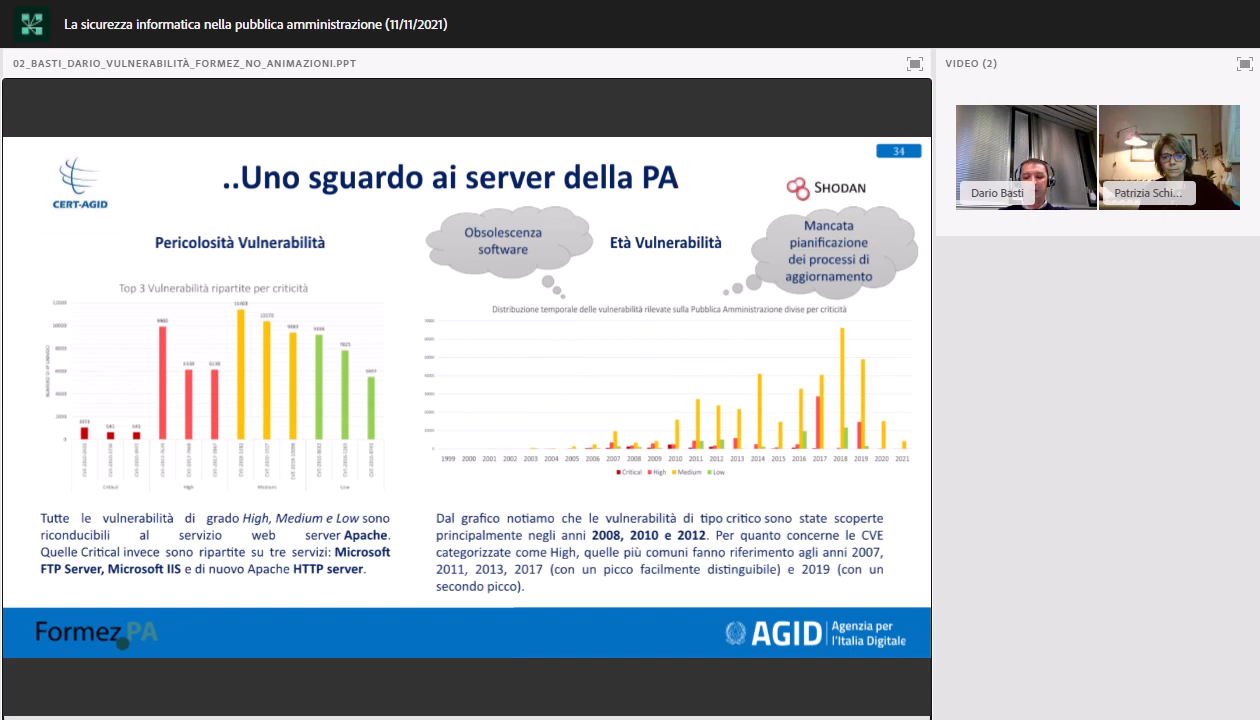 La sicurezza informatica nella pubblica amministrazione (11/11/2021)
02_BASTI_DARIO_VULNERABILITÀ_FORMEZ_NO_ANIMAZIONI.PPT
VIDEO (2)
34
CERT-AGID
..Uno sguardo ai server della PA
SHODAN
Pericolosità Vulnerabilità
Obsolescenza
software
Età Vulnerabilità
Mancata
pianificazione
dei processi di
aggiornamento
Top 3 Vulnerabilità ripartite per criticità
Critical High Medium Low
Distribuzione temporale delle vulnerabilità rilevate sulla Pubblica Amministrazione divise per criticità
1999 2000 2001 2002 2003 2004 2005 2006 2007 2008 2009 2010 2011 2012 2013 2014 2015 2016 2017 2018 2019 2020 2021
Critical High Medium Low
Tutte le vulnerabilità di grado High, Medium e Low sono
riconducibili al servizio web server Apache.
Quelle Critical invece sono ripartite su tre servizi: Microsoft
FTP Server, Microsoft IIS e di nuovo Apache HTTP server.
Dal grafico notiamo che le vulnerabilità di tipo critico sono state scoperte
principalmente negli anni 2008, 2010 e 2012. Per quanto concerne le CVE
categorizzate come High, quelle più comuni fanno riferimento agli anni 2007,
2011, 2013, 2017 (con un picco facilmente distinguibile) e 2019 (con un
secondo picco).
Formez PA
AGID
Agenzia per
l'Italia Digitale
Dario Basti
Patrizia Schi...